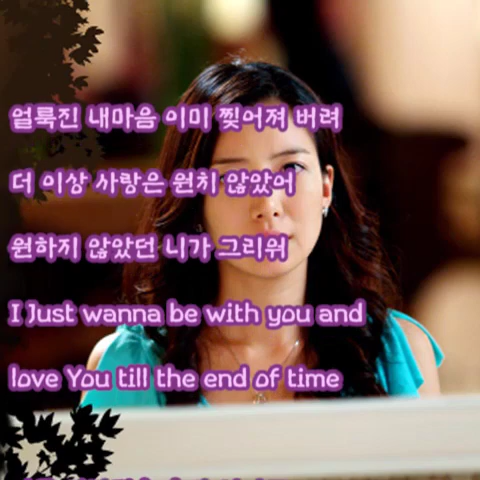 얼룩진 내마음 이미 찢어져 버려
더 이상 사랑은 원치 않았어
원하지 않았던 니가 그리워
I Just wanna be with you and
love You till the end of time